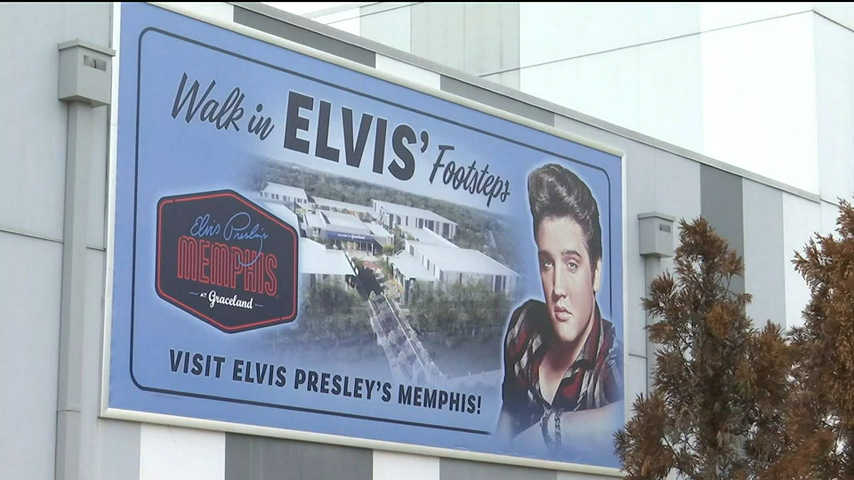 Walk in ELVIS' Footsteps
Elvis Presley's
MEMPHIS
AT Graceland
VISIT ELVIS PRESLEY'S MEMPHIS!